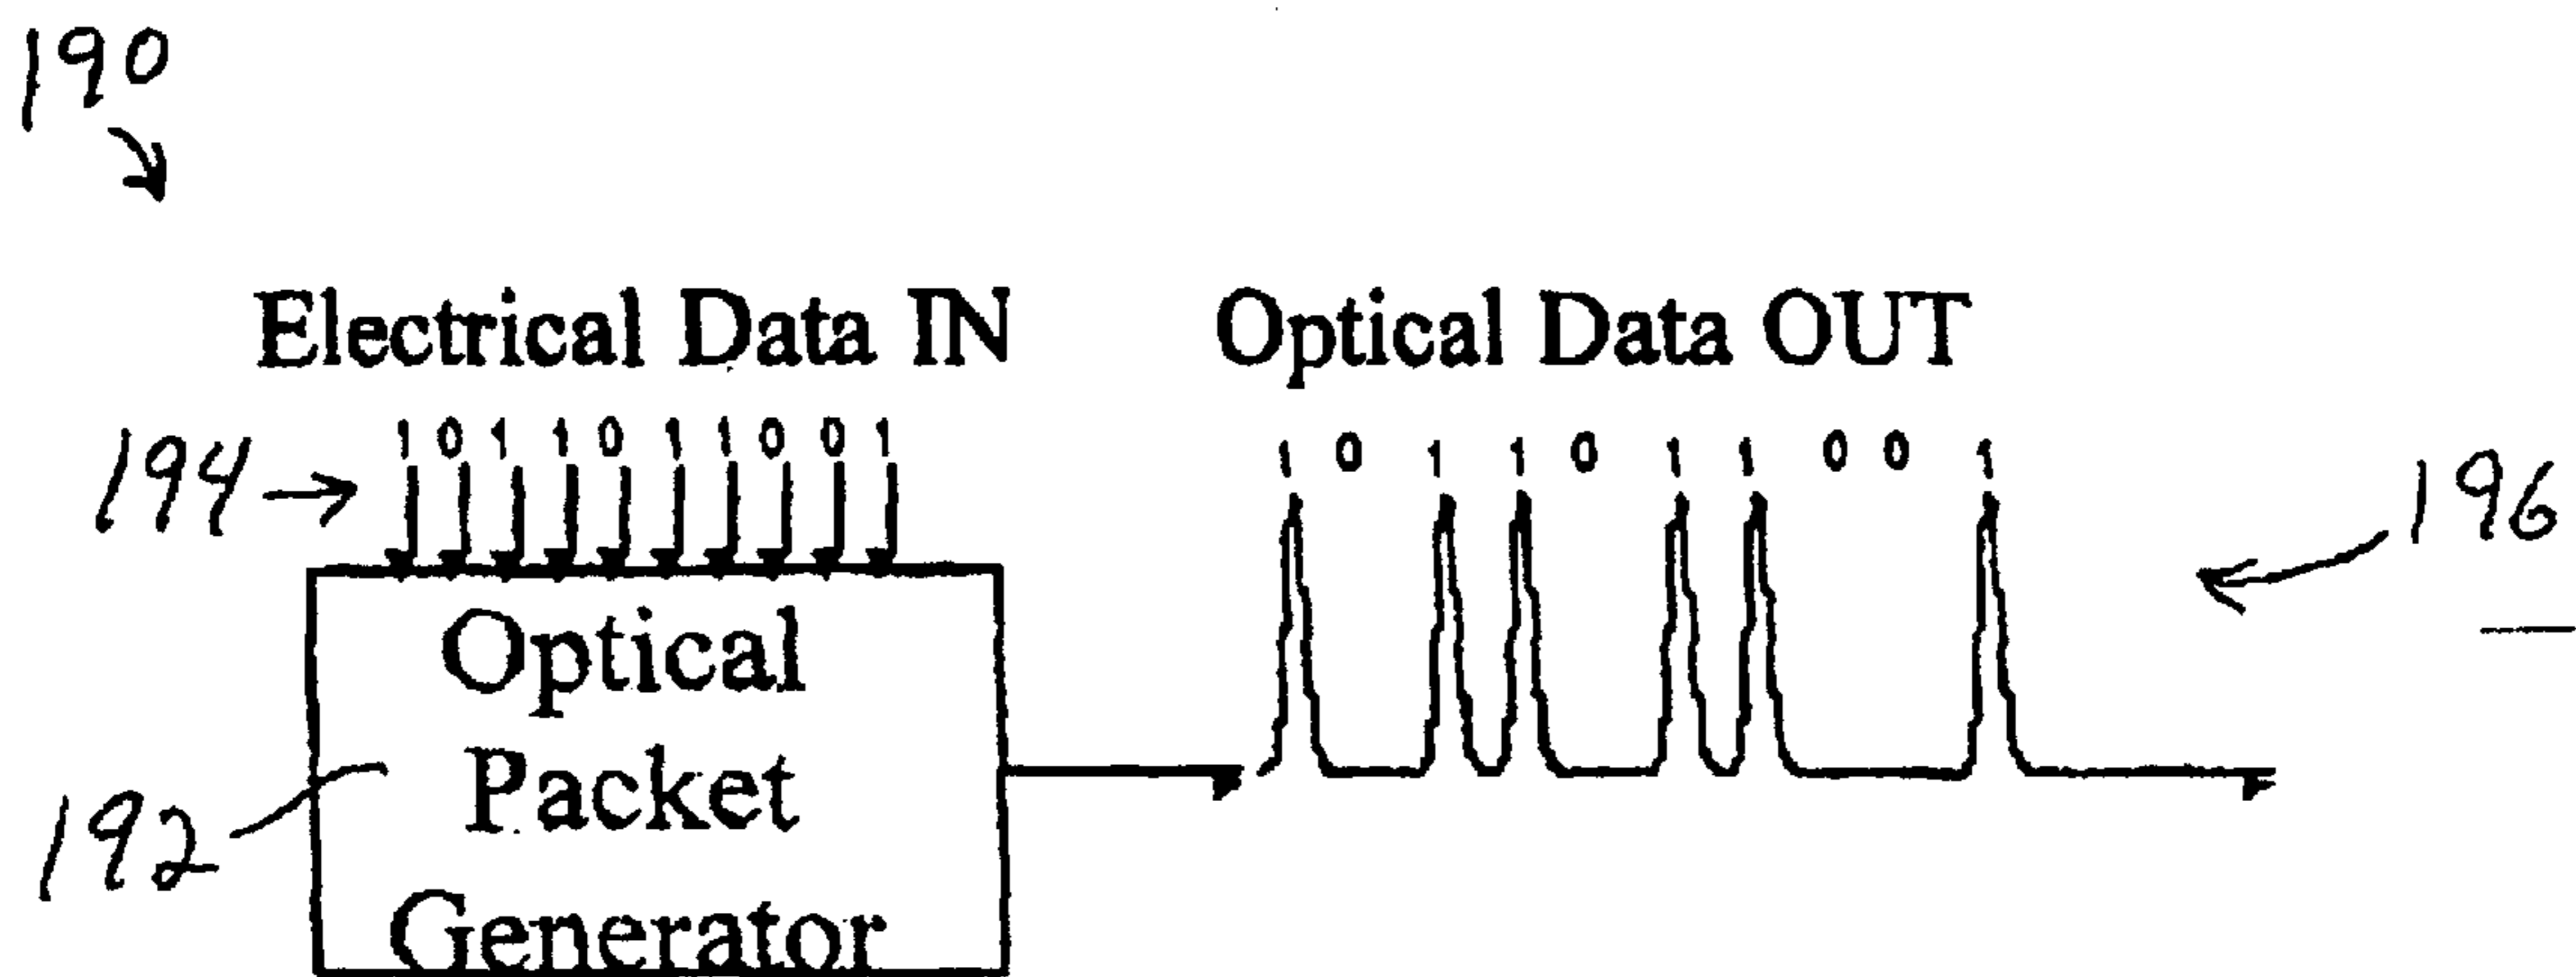 190
Electrical Data IN Optical Data OUT
1 0 1 1 0 1 1 0 0 1 1 0 1 1 0 1 1 0 0 1
194
196
Optical
Packet
192
Generator